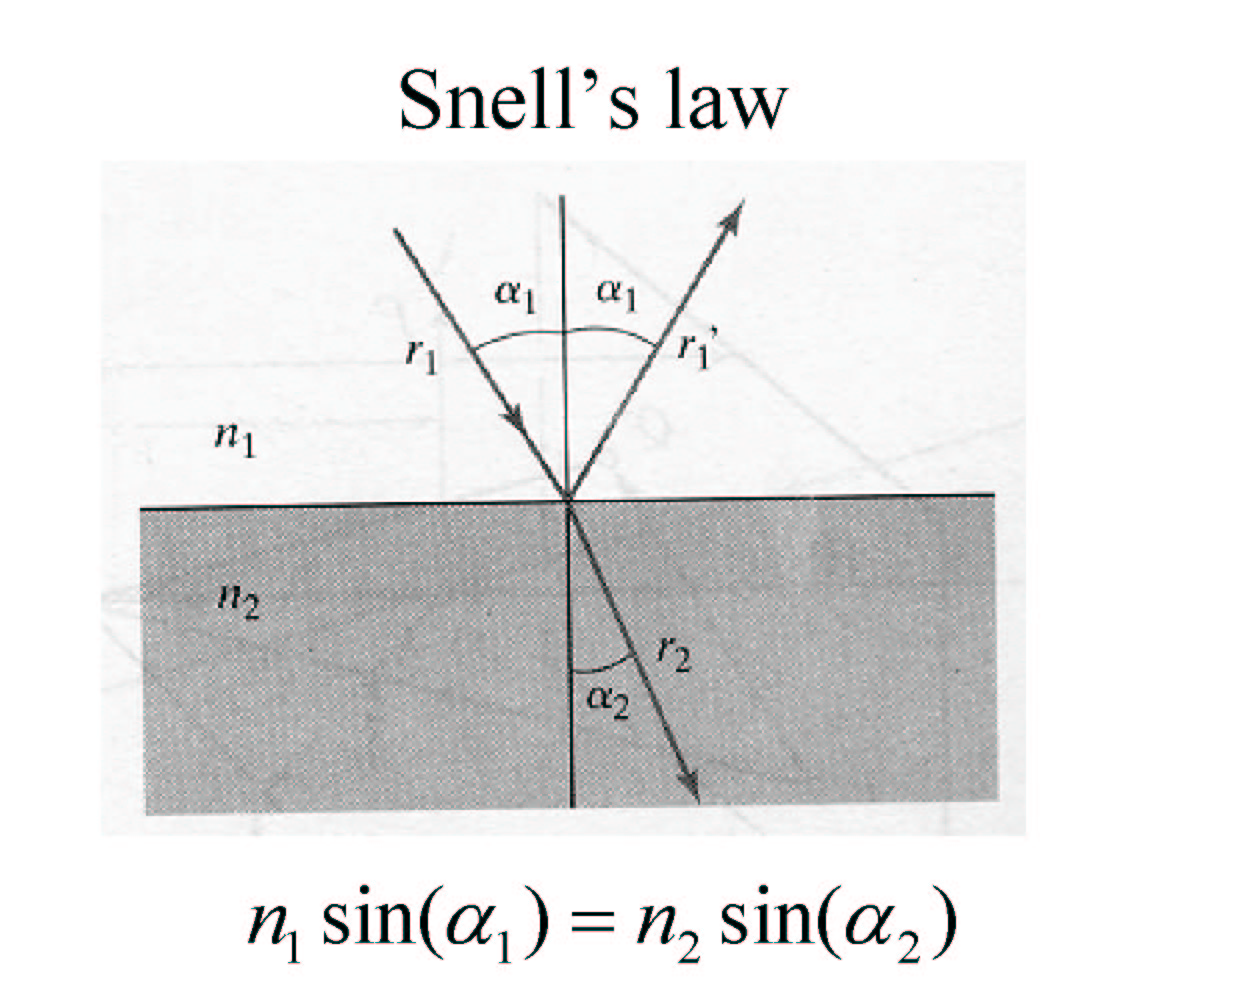 Snell's law
α₁ α₁
r₁ r₁'
n₁
n₂
r₂
α₂
n₁ sin(α₁) = n₂ sin(α₂)